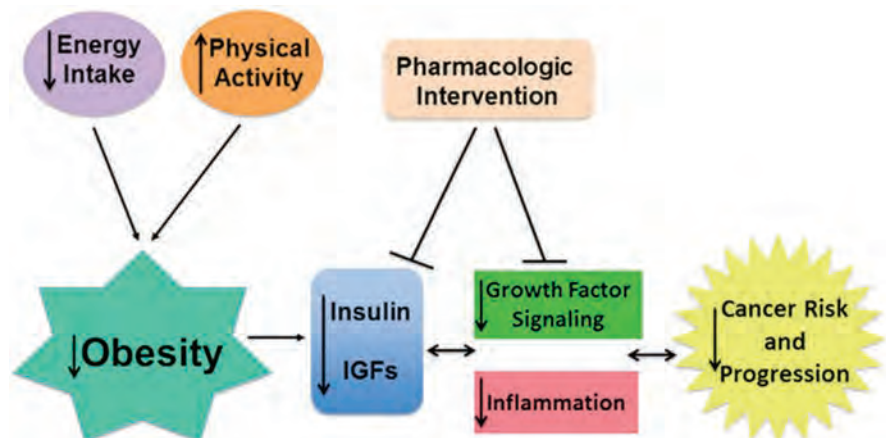 Energy
Intake
Physical
Activity
Pharmacologic
Intervention
Obesity
Insulin
IGFs
Growth Factor
Signaling
Inflammation
Cancer Risk
and
Progression